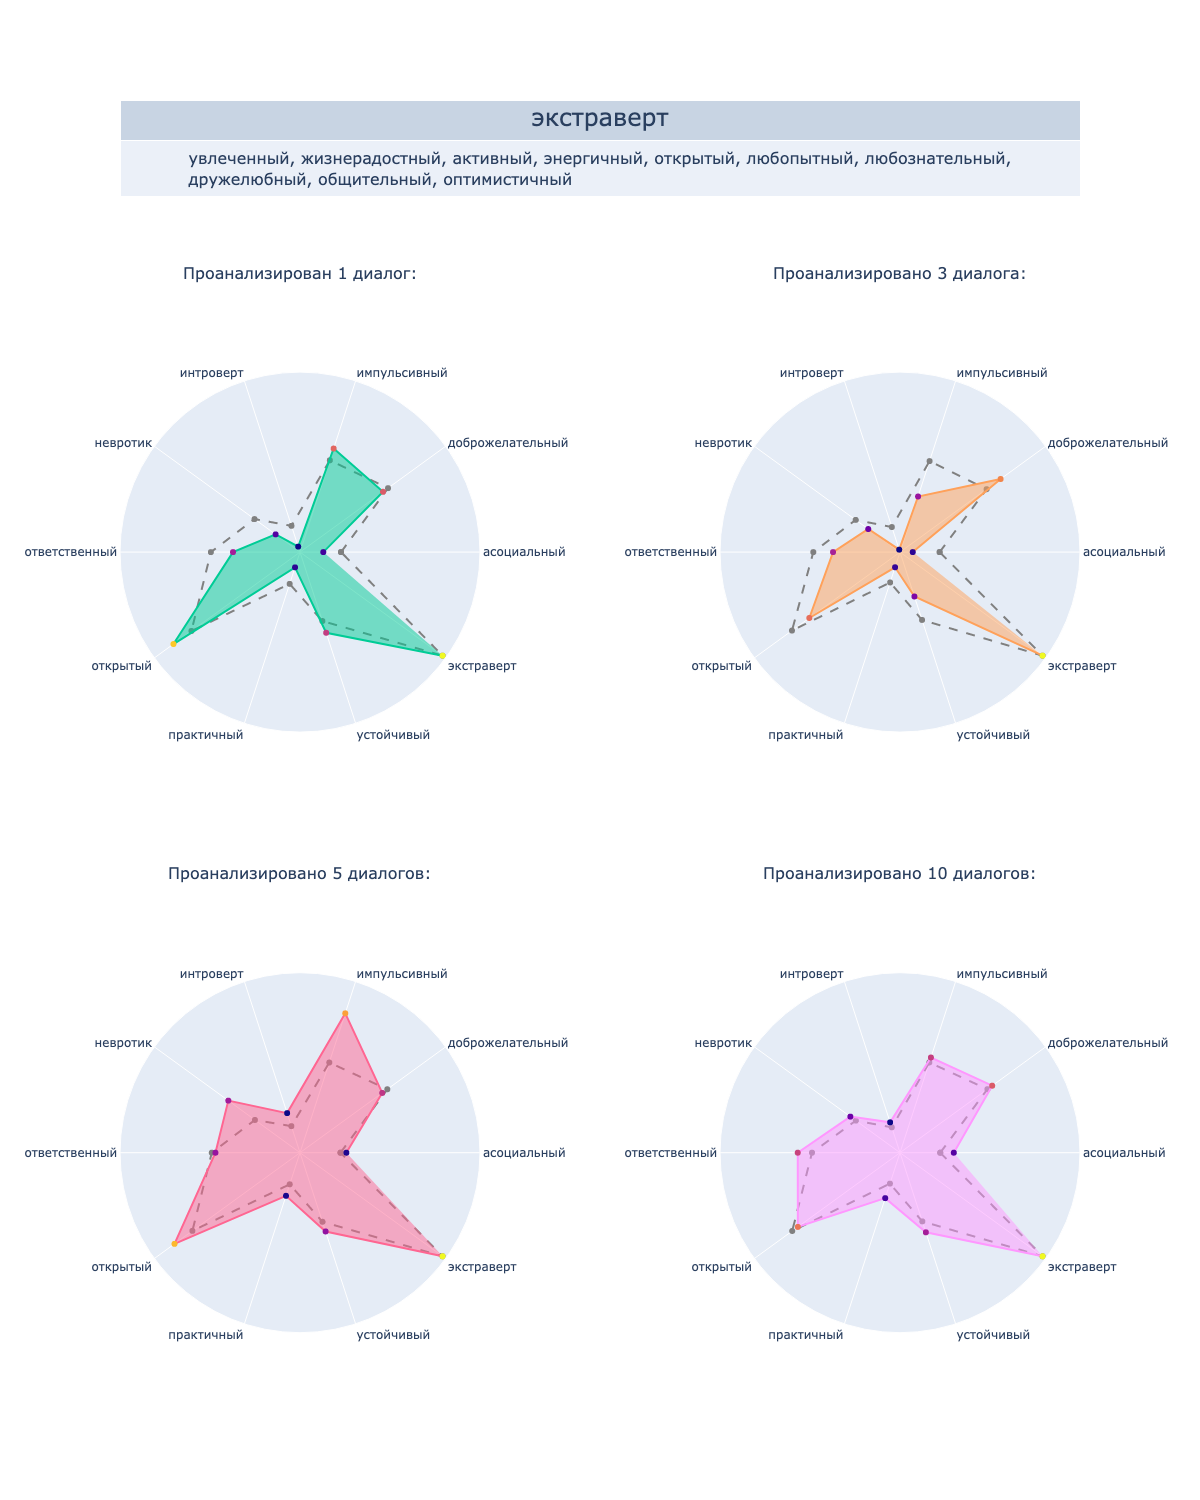 экстраверт
увлеченный, жизнерадостный, активный, энергичный, открытый, любопытный, любознательный,
дружелюбный, общительный, оптимистичный
Проанализирован 1 диалог:
интроверт
импульсивный
невротик
доброжелательный
ответственный
асоциальный
открытый
экстраверт
практичный
устойчивый
Проанализировано 3 диалога:
интроверт
импульсивный
невротик
доброжелательный
ответственный
асоциальный
открытый
экстраверт
практичный
устойчивый
Проанализировано 5 диалогов:
интроверт
импульсивный
невротик
доброжелательный
ответственный
асоциальный
открытый
экстраверт
практичный
устойчивый
Проанализировано 10 диалогов:
интроверт
импульсивный
невротик
доброжелательный
ответственный
асоциальный
открытый
экстраверт
практичный
устойчивый